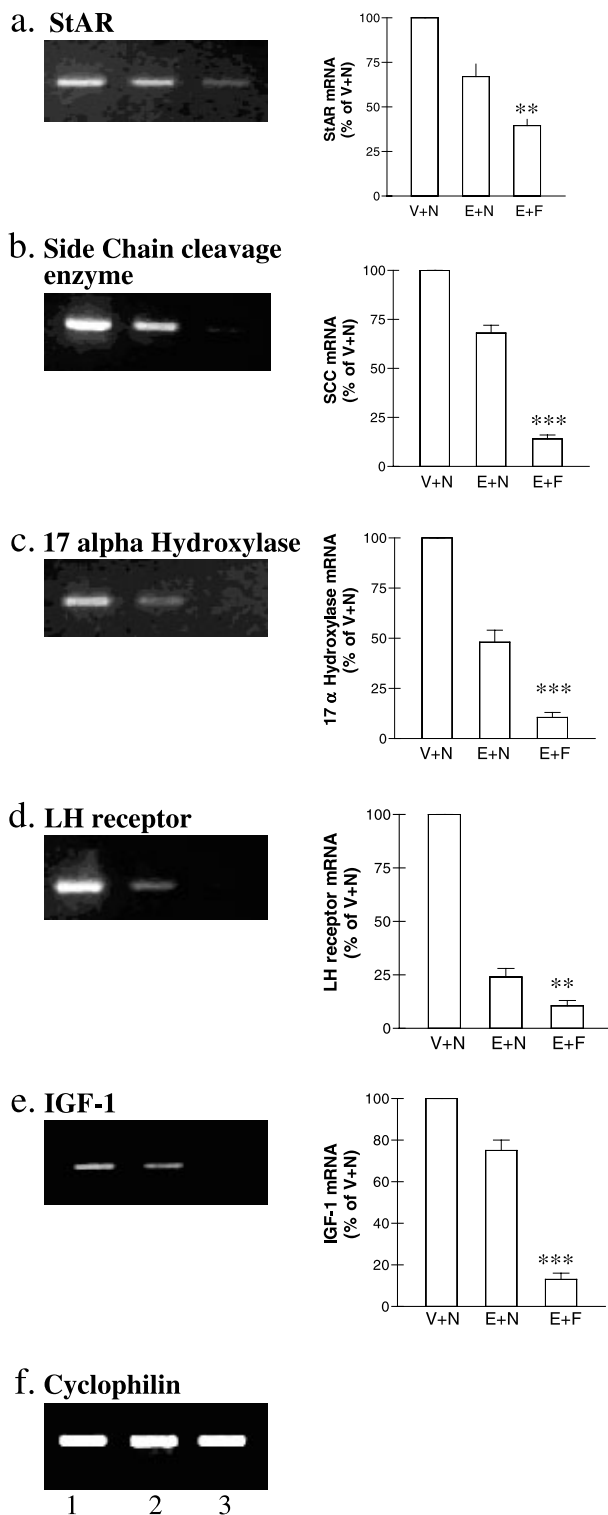 a. StAR
StAR mRNA
(% of V+N)
100
75
50
25
0
**
V+N E+N E+F
b. Side Chain cleavage
enzyme
SCC mRNA
(% of V+N)
100
75
50
25
0
***
V+N E+N E+F
c. 17 alpha Hydroxylase
17 α Hydroxylase mRNA
(% of V+N)
100
75
50
25
0
***
V+N E+N E+F
d. LH receptor
LH receptor mRNA
(% of V+N)
100
75
50
25
0
**
V+N E+N E+F
e. IGF-1
IGF-1 mRNA
(% of V+N)
100
80
60
40
20
0
***
V+N E+N E+F
f. Cyclophilin
1 2 3